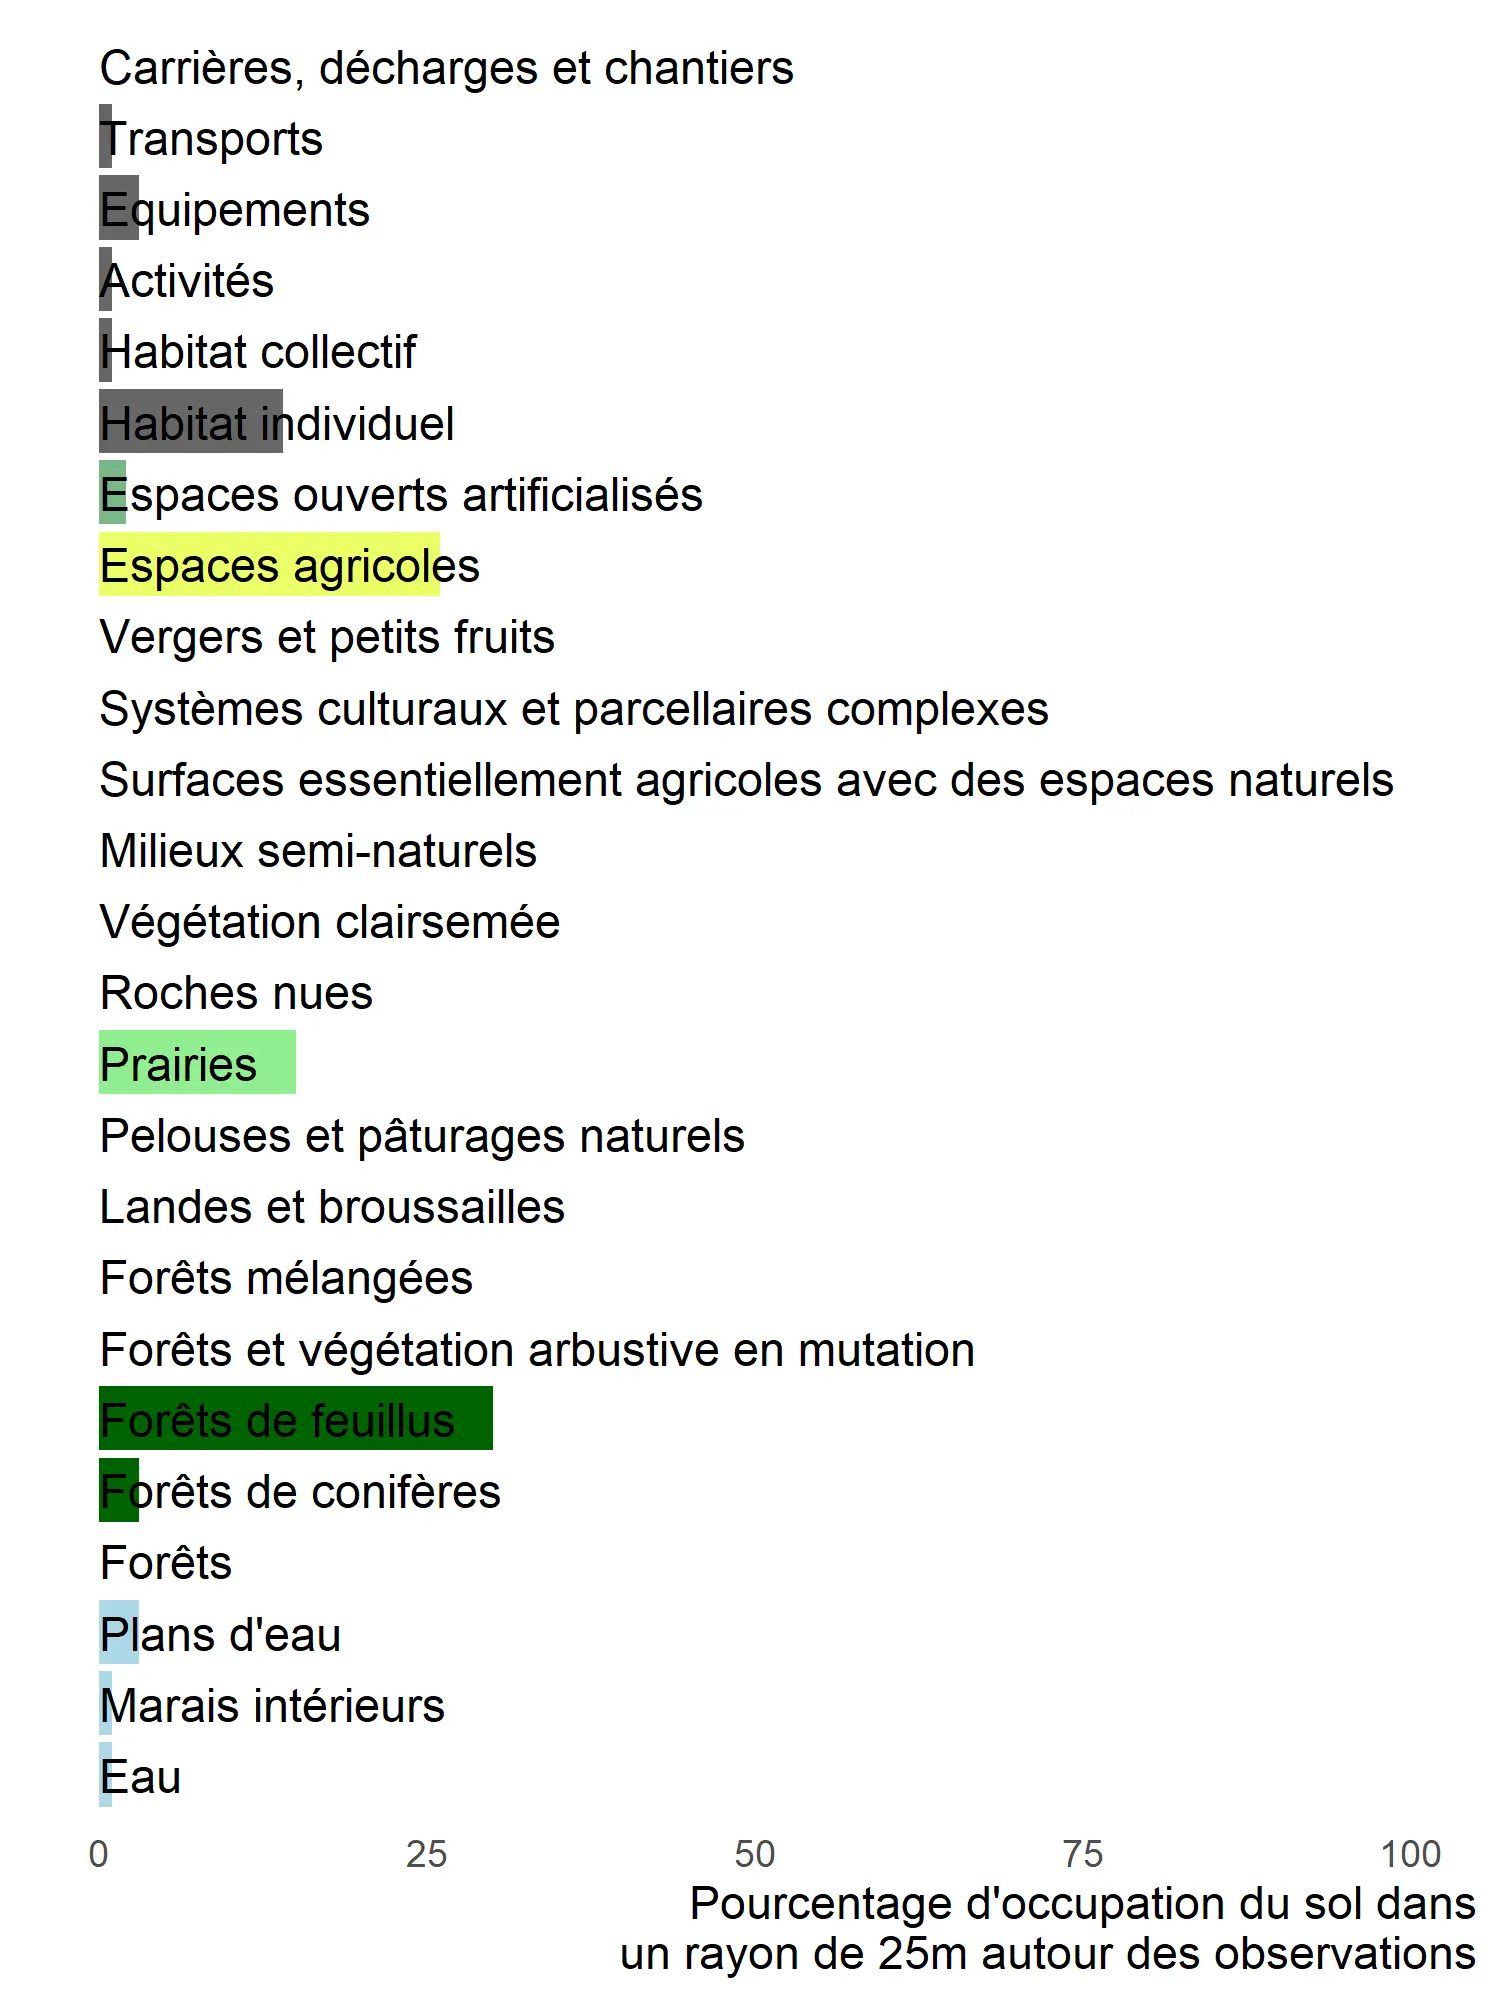 Carrières, décharges et chantiers
Transports
Equipements
Activités
Habitat collectif
Habitat individuel
Espaces ouverts artificialisés
Espaces agricoles
Vergers et petits fruits
Systèmes culturaux et parcellaires complexes
Surfaces essentiellement agricoles avec des espaces naturels
Milieux semi-naturels
Végétation clairsemée
Roches nues
Prairies
Pelouses et pâturages naturels
Landes et broussailles
Forêts mélangées
Forêts et végétation arbustive en mutation
Forêts de feuillus
Forêts de conifères
Forêts
Plans d'eau
Marais intérieurs
Eau
0 25 50 75 100
Pourcentage d'occupation du sol dans
un rayon de 25m autour des observations